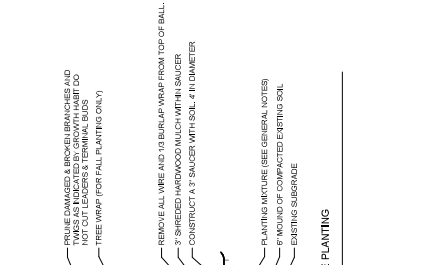 PRUNE DAMAGED & BROKEN BRANCHES AND
TWIGS AS INDICATED BY GROWTH HABIT DO
NOT CUT LEADERS & TERMINAL BUDS
TREE WRAP (FOR FALL PLANTING ONLY)
REMOVE ALL WIRE AND 1/3 BURLAP WRAP FROM TOP OF BALL.
3" SHREDED HARDWOOD MULCH WITHIN SAUCER
CONSTRUCT A 3" SAUCER WITH SOIL. 4' IN DIAMETER
PLANTING MIXTURE (SEE GENERAL NOTES)
6" MOUND OF COMPACTED EXISTING SOIL
EXISTING SUBGRADE
PLANTING